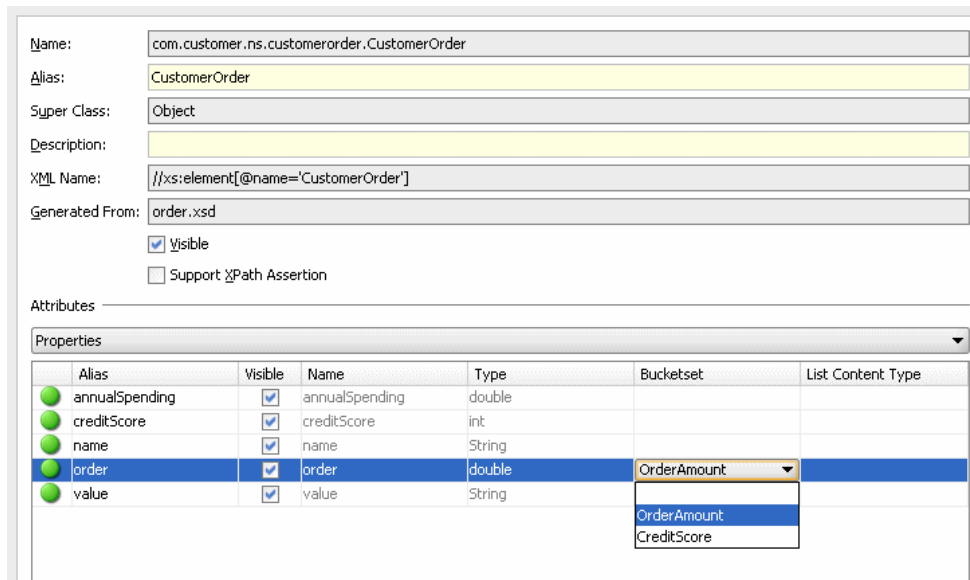 Name: com.customer.ns.customerorder.CustomerOrder
Alias: CustomerOrder
Super Class: Object
Description:
XML Name: //xs:element[@name='CustomerOrder']
Generated From: order.xsd
Visible
Support XPath Assertion
Attributes
Properties
Alias Visible Name Type Bucketset List Content Type
annualSpending annualSpending double
creditScore creditScore int
name name String
order order double OrderAmount
value value String
OrderAmount
CreditScore